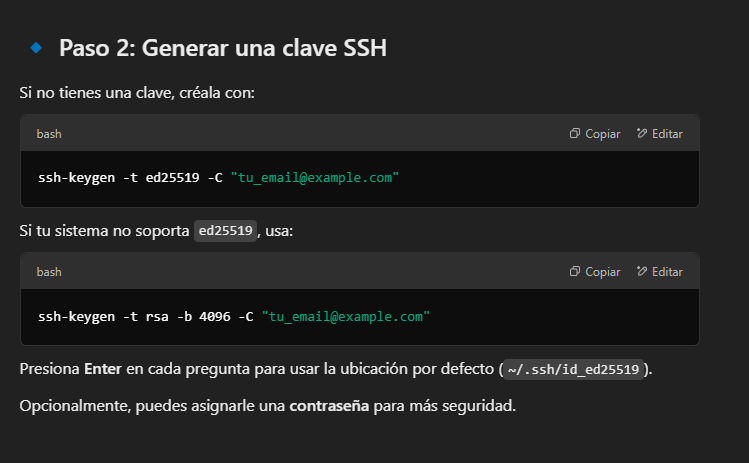 Paso 2: Generar una clave SSH
Si no tienes una clave, créala con:
bash
Copiar
Editar
ssh-keygen -t ed25519 -C "tu_email@example.com"
Si tu sistema no soporta ed25519, usa:
bash
Copiar
Editar
ssh-keygen -t rsa -b 4096 -C "tu_email@example.com"
Presiona Enter en cada pregunta para usar la ubicación por defecto (~/.ssh/id_ed25519).
Opcionalmente, puedes asignarle una contraseña para más seguridad.